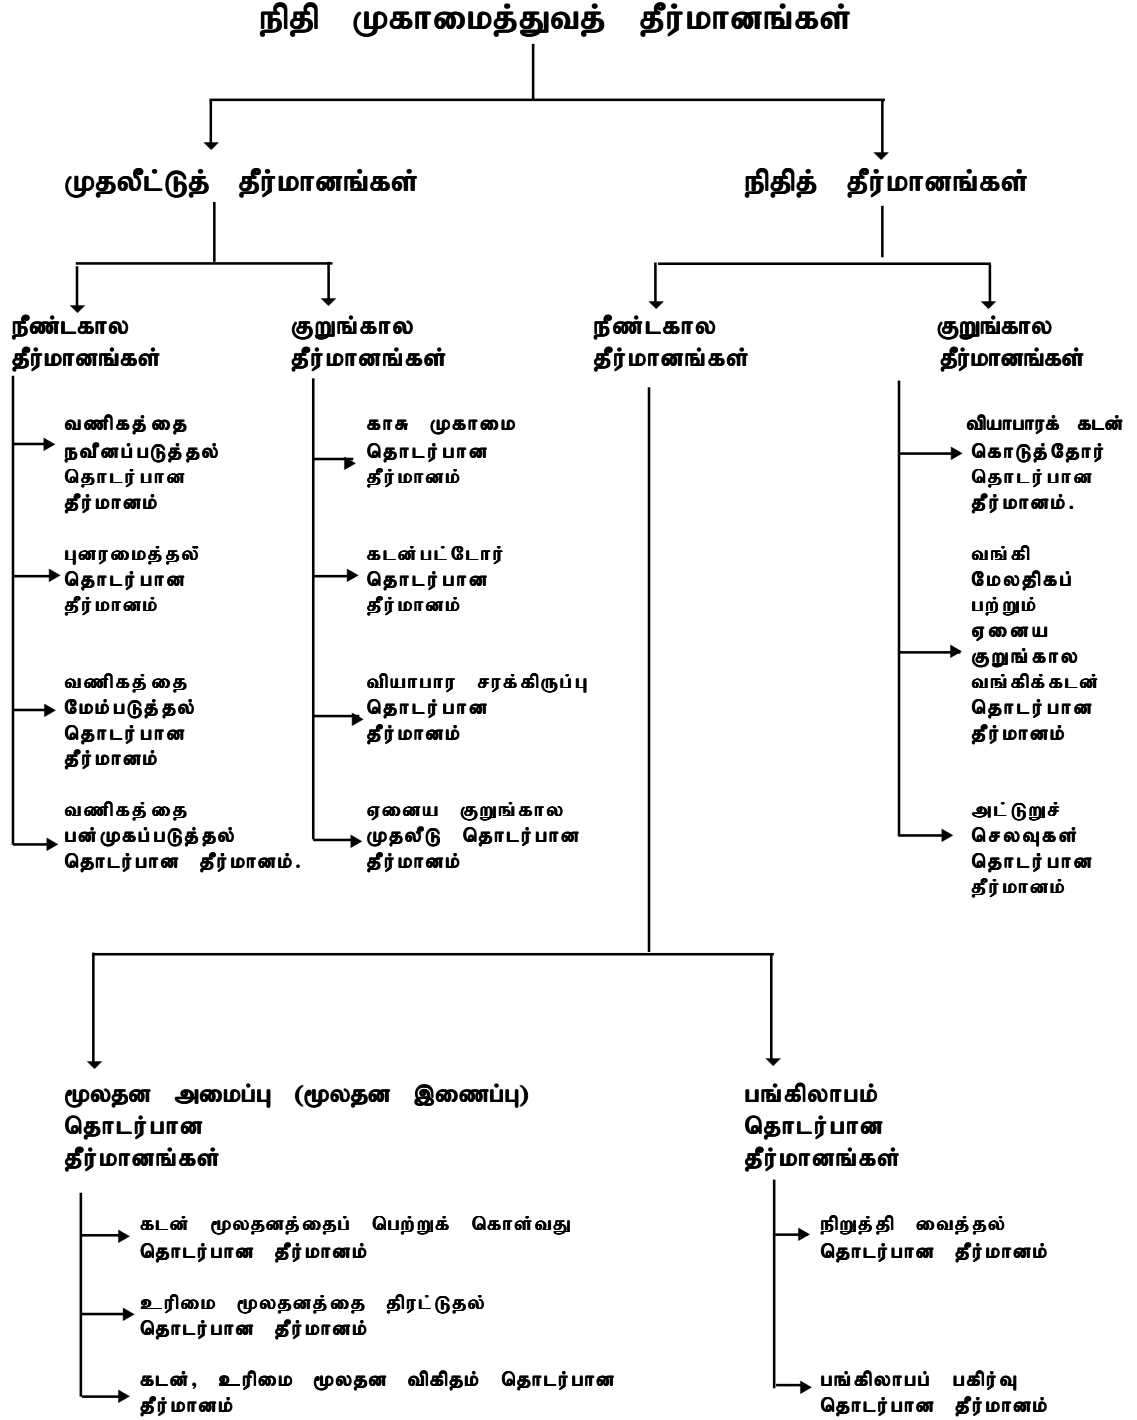 நிதி முகாமைத்துவத் தீர்மானங்கள்
முதலீட்டுத் தீர்மானங்கள்
நிதித் தீர்மானங்கள்
நீண்டகால
தீர்மானங்கள்
குறுங்கால
தீர்மானங்கள்
நீண்டகால
தீர்மானங்கள்
குறுங்கால
தீர்மானங்கள்
வணிகத்தை
நவீனப்படுத்தல்
தொடர்பான
தீர்மானம்
புனரமைத்தல்
தொடர்பான
தீர்மானம்
வணிகத்தை
மேம்படுத்தல்
தொடர்பான
தீர்மானம்
வணிகத்தை
பன்முகப்படுத்தல்
தொடர்பான தீர்மானம்.
காசு முகாமை
தொடர்பான
தீர்மானம்
கடன்பட்டோர்
தொடர்பான
தீர்மானம்
வியாபார சரக்கிருப்பு
தொடர்பான
தீர்மானம்
ஏனைய குறுங்கால
முதலீடு தொடர்பான
தீர்மானம்
வியாபாரக் கடன்
கொடுத்தோர்
தொடர்பான
தீர்மானம்.
வங்கி
மேலதிகப்
பற்றும்
ஏனைய
குறுங்கால
வங்கிக்கடன்
தொடர்பான
தீர்மானம்
அட்டுறுச்
செலவுகள்
தொடர்பான
தீர்மானம்
மூலதன அமைப்பு (மூலதன இணைப்பு)
தொடர்பான
தீர்மானங்கள்
கடன் மூலதனத்தைப் பெற்றுக் கொள்வது
தொடர்பான தீர்மானம்
உரிமை மூலதனத்தை திரட்டுதல்
தொடர்பான தீர்மானம்
கடன், உரிமை மூலதன விகிதம் தொடர்பான
தீர்மானம்
பங்கிலாபம்
தொடர்பான
தீர்மானங்கள்
நிறுத்தி வைத்தல்
தொடர்பான தீர்மானம்
பங்கிலாபப் பகிர்வு
தொடர்பான தீர்மானம்